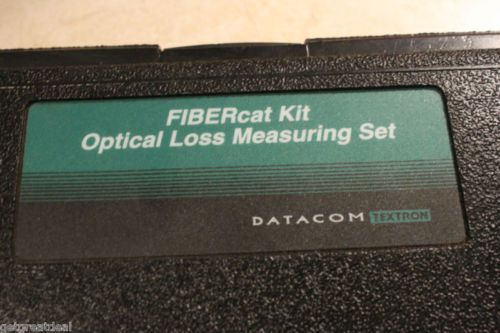 FIBERcat Kit
Optical Loss Measuring Set
DATACOM TEXTRON
getgreatdeal